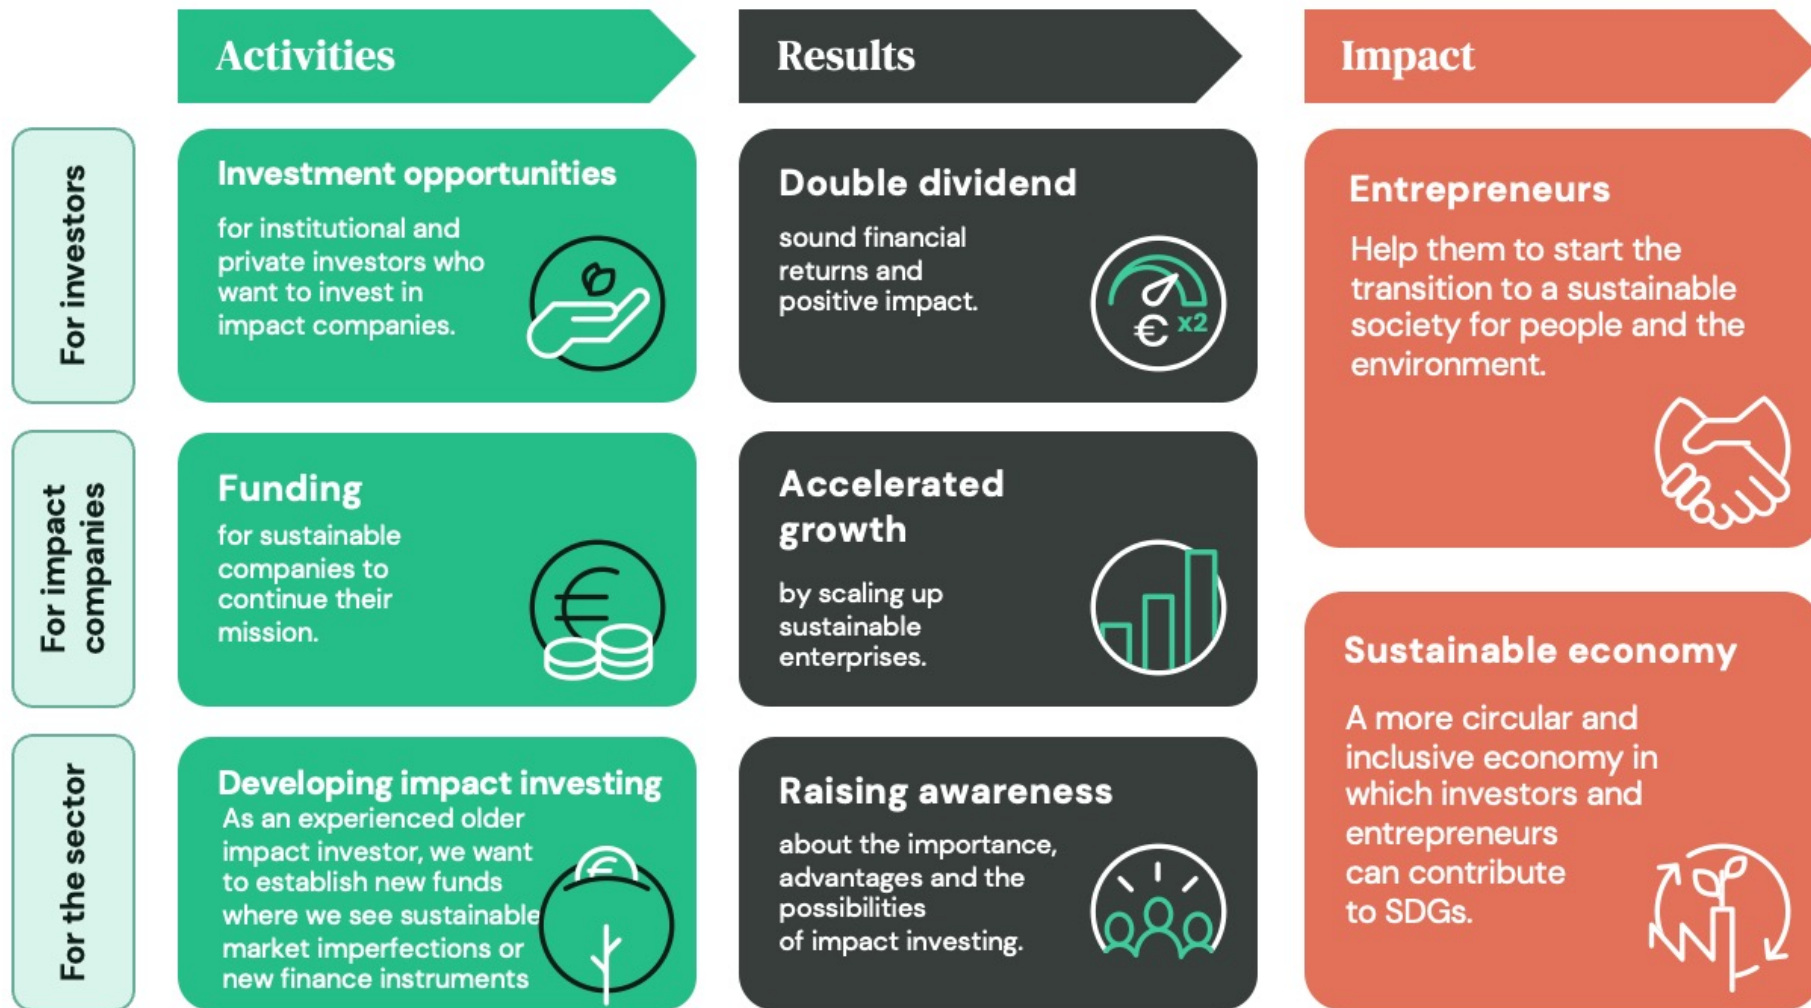 Activities
Results
Impact
For investors
Investment opportunities
for institutional and
private investors who
want to invest in
impact companies.
Double dividend
sound financial
returns and
positive impact.
€ x2
Entrepreneurs
Help them to start the
transition to a sustainable
society for people and the
environment.
For impact
companies
Funding
for sustainable
companies to
continue their
mission.
€
Accelerated
growth
by scaling up
sustainable
enterprises.
Sustainable economy
A more circular and
inclusive economy in
which investors and
entrepreneurs
can contribute
to SDGs.
For the sector
Developing impact investing
As an experienced older
impact investor, we want
to establish new funds
where we see sustainable
market imperfections or
new finance instruments
€
Raising awareness
about the importance,
advantages and the
possibilities
of impact investing.